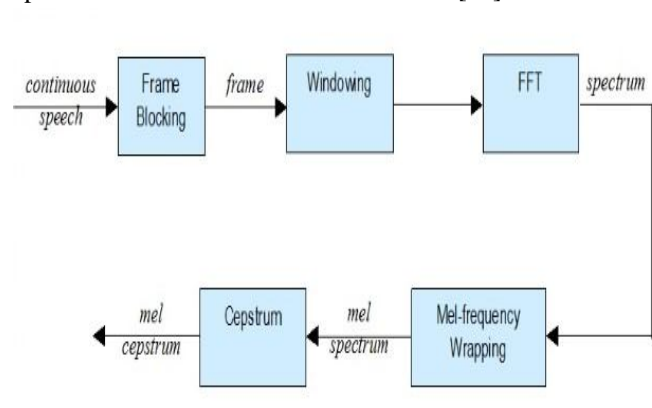 continuous
speech
Frame
Blocking
frame
Windowing
FFT
spectrum
mel
cepstrum
Cepstrum
mel
spectrum
Mel-frequency
Wrapping